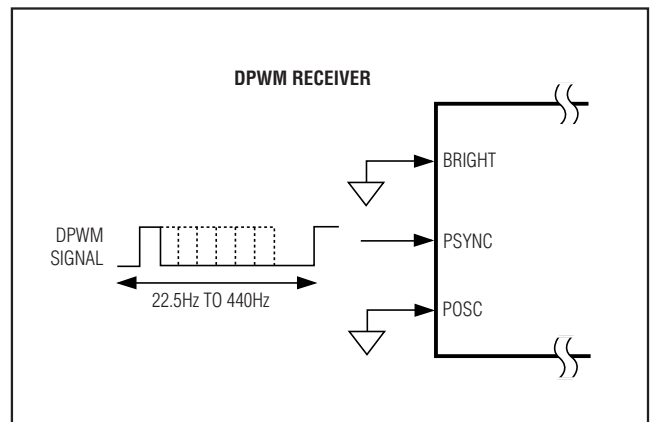 DPWM RECEIVER
BRIGHT
DPWM
SIGNAL
PSYNC
22.5Hz TO 440Hz
POSC